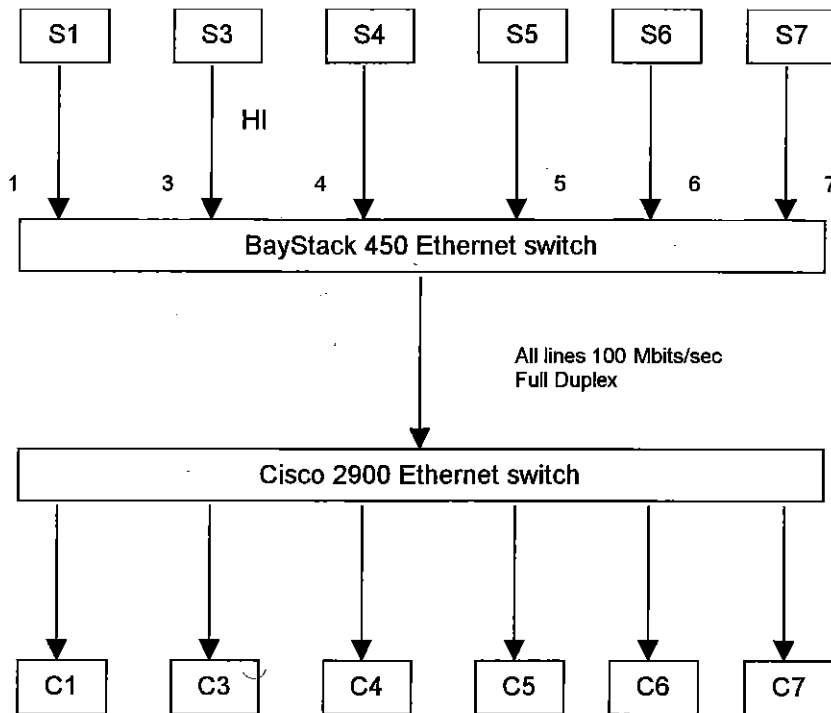 S1 S3 S4 S5 S6 S7
HI
1 3 4 5 6 7
BayStack 450 Ethernet switch
All lines 100 Mbits/sec
Full Duplex
Cisco 2900 Ethernet switch
C1 C3 C4 C5 C6 C7